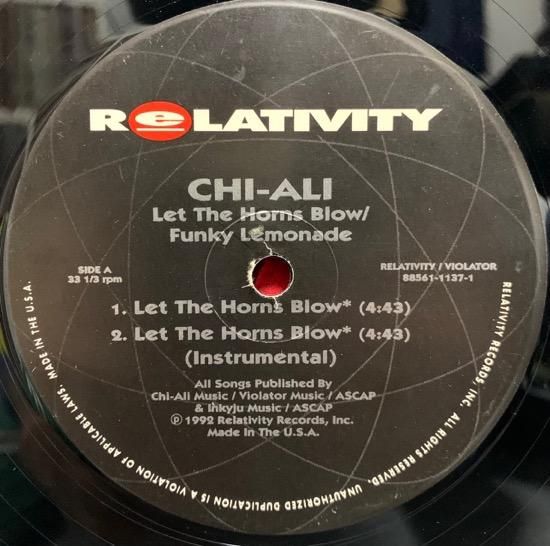 ReLATIVITY
CHI-ALI
Let The Horns Blow/
Funky Lemonade
SIDE A
33 1/3 rpm
RELATIVITY / VIOLATOR
88561-1137-1
1. Let The Horns Blow* (4:43)
2. Let The Horns Blow* (4:43)
(Instrumental)
All Songs Published By
Chi-Ali Music / Violator Music / ASCAP
& Inkyju Music / ASCAP
℗ 1992 Relativity Records, Inc.
Made In The U.S.A.
RELATIVITY RECORDS, INC. ALL RIGHTS RESERVED. UNAUTHORIZED DUPLICATION IS A VIOLATION OF APPLICABLE LAWS. MADE IN THE U.S.A.